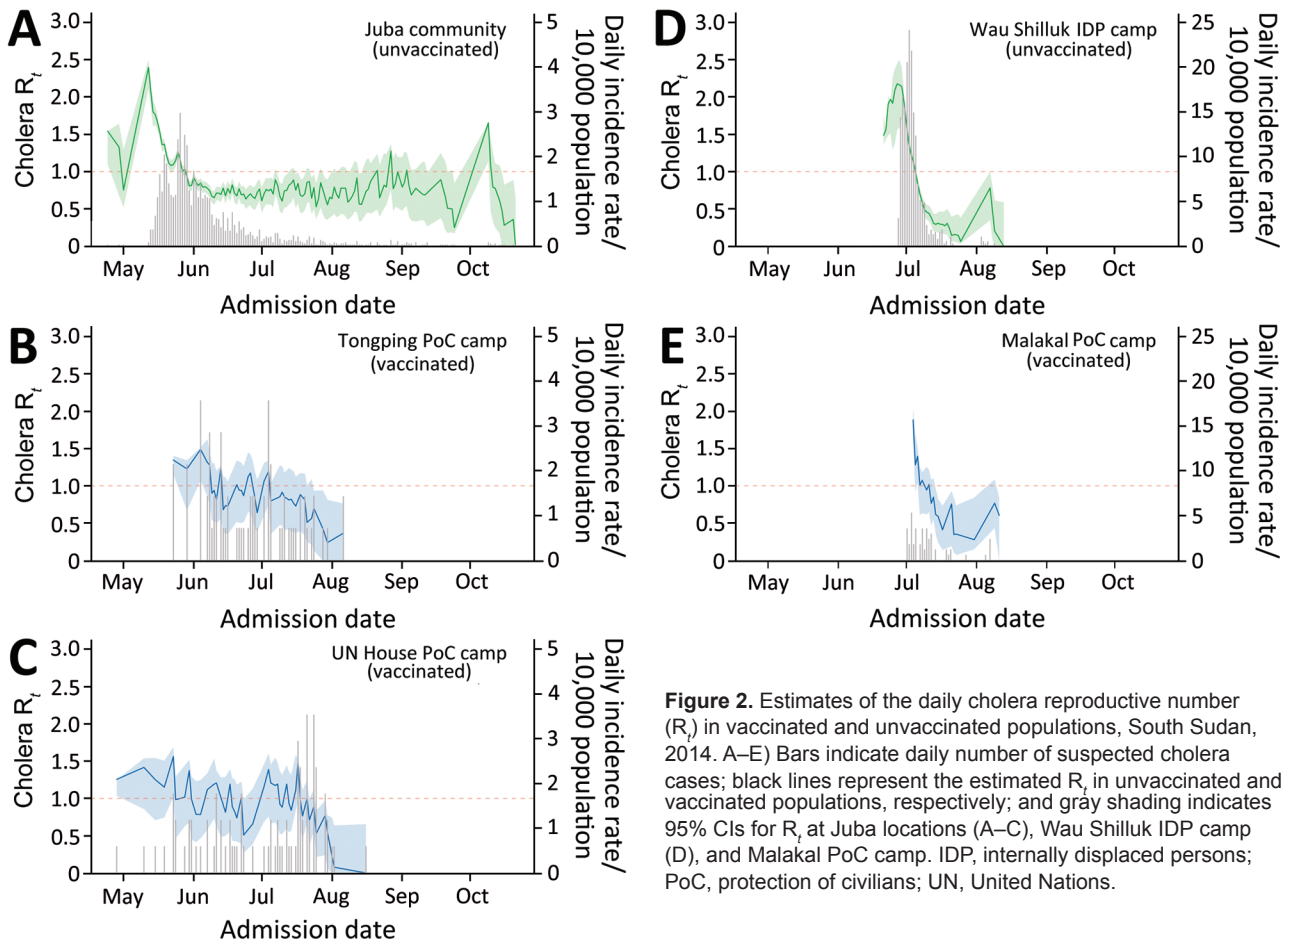 A
Juba community
(unvaccinated)
Cholera Rt
3.0
2.5
2.0
1.5
1.0
0.5
0
5
4
3
2
1
0
Daily incidence rate/
10,000 population
May Jun Jul Aug Sep Oct
Admission date
B
Tongping PoC camp
(vaccinated)
Cholera Rt
3.0
2.5
2.0
1.5
1.0
0.5
0
5
4
3
2
1
0
Daily incidence rate/
10,000 population
May Jun Jul Aug Sep Oct
Admission date
C
UN House PoC camp
(vaccinated)
Cholera Rt
3.0
2.5
2.0
1.5
1.0
0.5
0
5
4
3
2
1
0
Daily incidence rate/
10,000 population
May Jun Jul Aug Sep Oct
Admission date
D
Wau Shilluk IDP camp
(unvaccinated)
Cholera Rt
3.0
2.5
2.0
1.5
1.0
0.5
0
25
20
15
10
5
0
Daily incidence rate/
10,000 population
May Jun Jul Aug Sep Oct
Admission date
E
Malakal PoC camp
(vaccinated)
Cholera Rt
3.0
2.5
2.0
1.5
1.0
0.5
0
25
20
15
10
5
0
Daily incidence rate/
10,000 population
May Jun Jul Aug Sep Oct
Admission date
Figure 2. Estimates of the daily cholera reproductive number
(Rt) in vaccinated and unvaccinated populations, South Sudan,
2014. A–E) Bars indicate daily number of suspected cholera
cases; black lines represent the estimated Rt in unvaccinated and
vaccinated populations, respectively; and gray shading indicates
95% CIs for Rt at Juba locations (A–C), Wau Shilluk IDP camp
(D), and Malakal PoC camp. IDP, internally displaced persons;
PoC, protection of civilians; UN, United Nations.